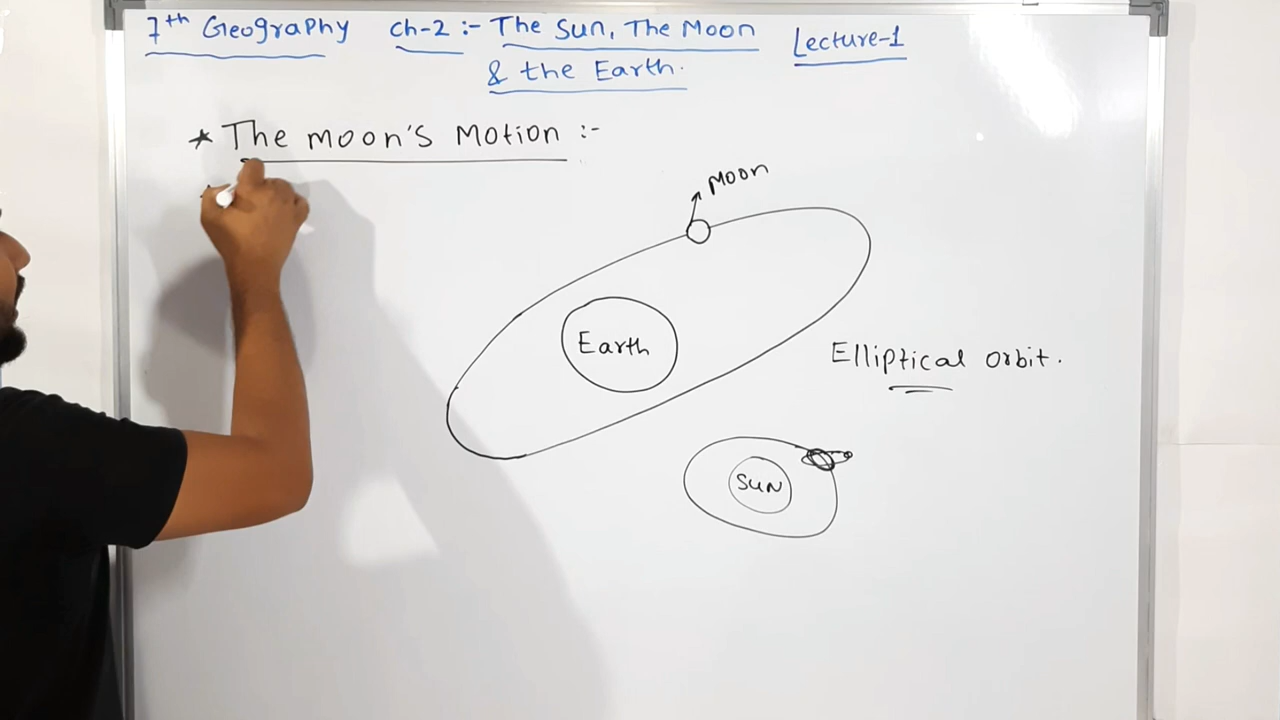 7th Geography Ch-2 :- The Sun, The Moon Lecture-1
& the Earth.
★ The moon's Motion :-
Moon
Earth
Elliptical orbit.
SUN